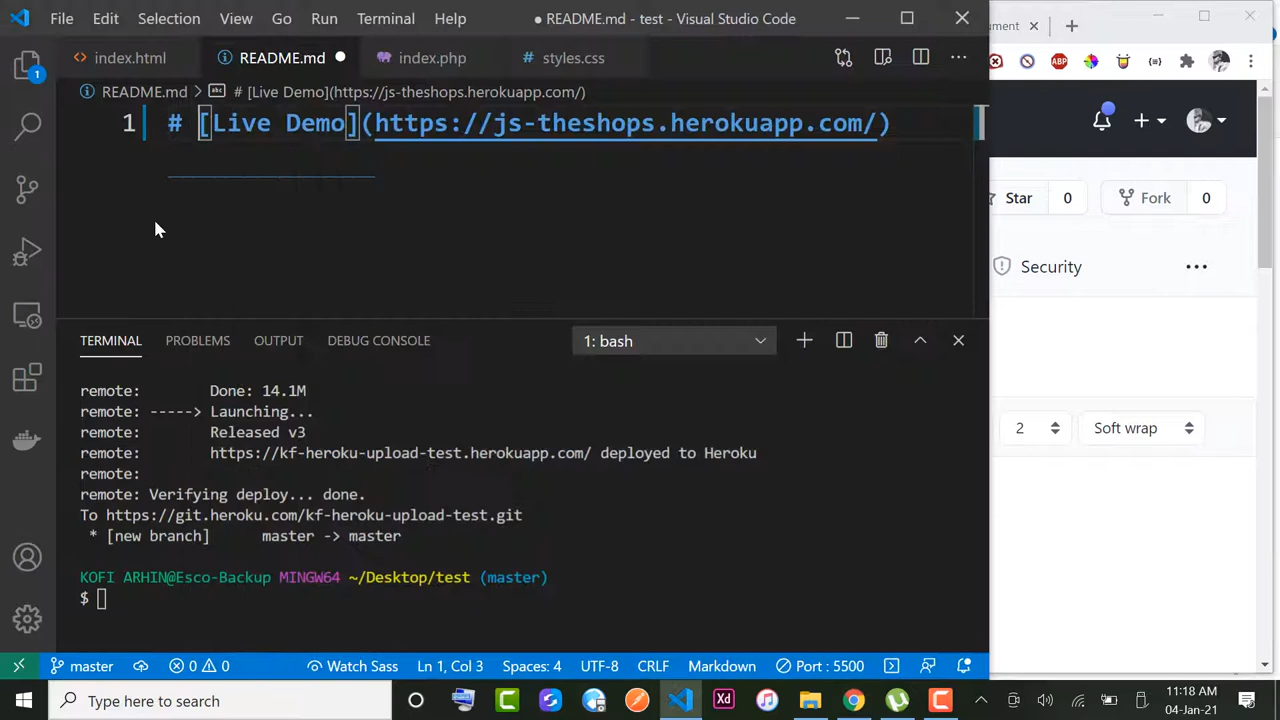 File Edit Selection View Go Run Terminal Help ● README.md - test - Visual Studio Code
index.html README.md ● index.php # styles.css
README.md > # [Live Demo](https://js-theshops.herokuapp.com/)
1 # [Live Demo](https://js-theshops.herokuapp.com/)
TERMINAL PROBLEMS OUTPUT DEBUG CONSOLE 1: bash
remote: Done: 14.1M
remote: -----> Launching...
remote: Released v3
remote: https://kf-heroku-upload-test.herokuapp.com/ deployed to Heroku
remote:
remote: Verifying deploy... done.
To https://git.heroku.com/kf-heroku-upload-test.git
* [new branch] master -> master
KOFI ARHIN@Esco-Backup MINGW64 ~/Desktop/test (master)
$
master 0 0 Watch Sass Ln 1, Col 3 Spaces: 4 UTF-8 CRLF Markdown Port : 5500
1
ument
ABP
Star 0 Fork 0
Security
2 Soft wrap
Type here to search
Xd
11:18 AM
04-Jan-21